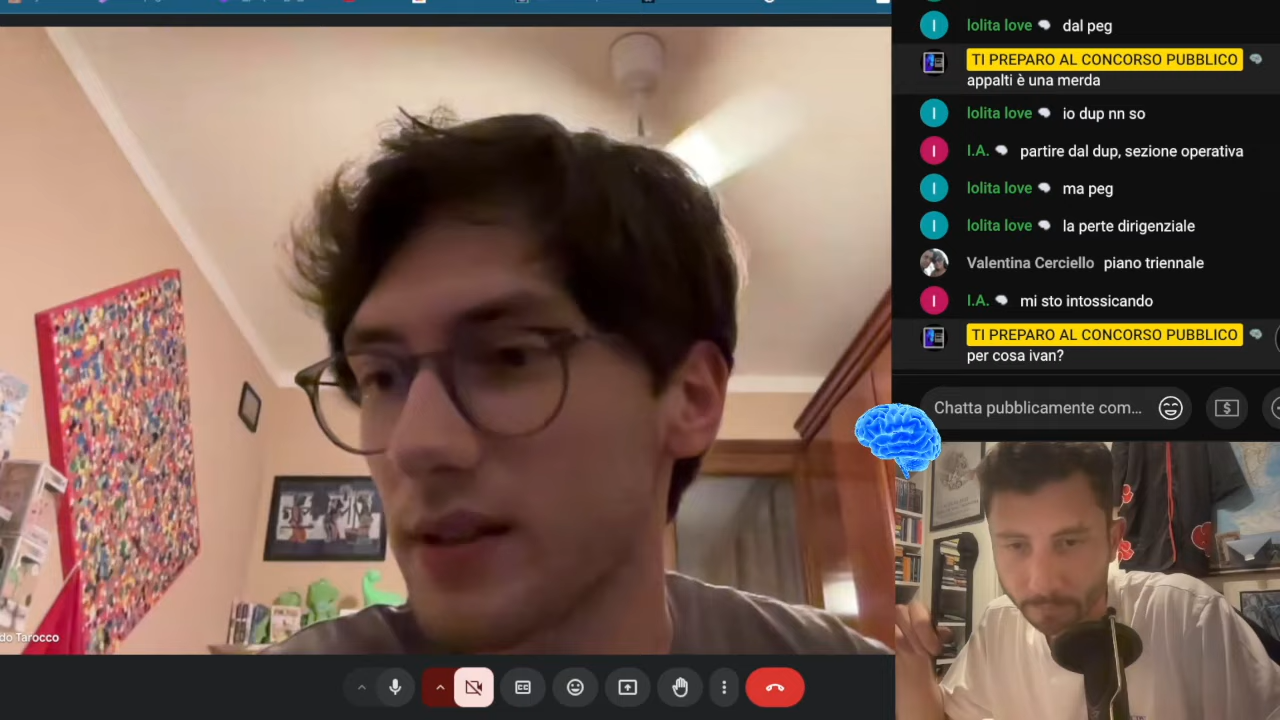 lolita love dal peg
TI PREPARO AL CONCORSO PUBBLICO
appalti è una merda
lolita love io dup nn so
I.A. partire dal dup, sezione operativa
lolita love ma peg
lolita love la perte dirigenziale
Valentina Cerciello piano triennale
I.A. mi sto intossicando
TI PREPARO AL CONCORSO PUBBLICO
per cosa ivan?
Chatta pubblicamente com...
do Tarocco